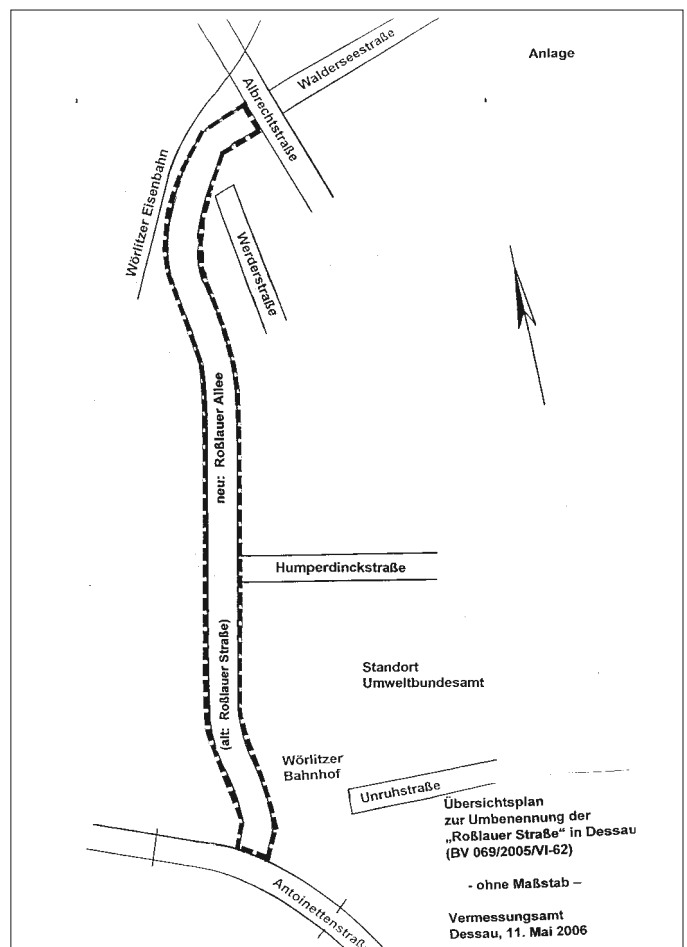 Anlage
Walderseestraße
Albrechtstraße
Wörlitzer Eisenbahn
Werderstraße
neu: Roßlauer Allee
Humperdinckstraße
(alt: Roßlauer Straße)
Standort
Umweltbundesamt
Wörlitzer
Bahnhof
Unruhstraße
Übersichtsplan
zur Umbenennung der
„Roßlauer Straße“ in Dessau
(BV 069/2005/VI-62)
- ohne Maßstab –
Antoinettenstraß
Vermessungsamt
Dessau, 11. Mai 2006